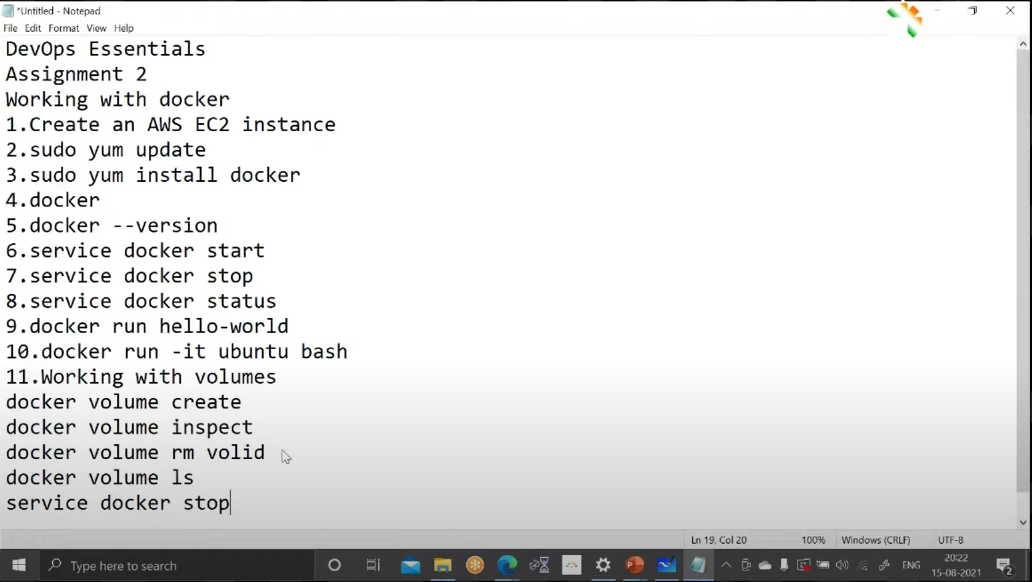 *Untitled - Notepad
File Edit Format View Help
DevOps Essentials
Assignment 2
Working with docker
1.Create an AWS EC2 instance
2.sudo yum update
3.sudo yum install docker
4.docker
5.docker --version
6.service docker start
7.service docker stop
8.service docker status
9.docker run hello-world
10.docker run -it ubuntu bash
11.Working with volumes
docker volume create
docker volume inspect
docker volume rm volid
docker volume ls
service docker stop
Ln 19, Col 20 100% Windows (CRLF) UTF-8
Type here to search
ENG
20:22
15-08-2021
2